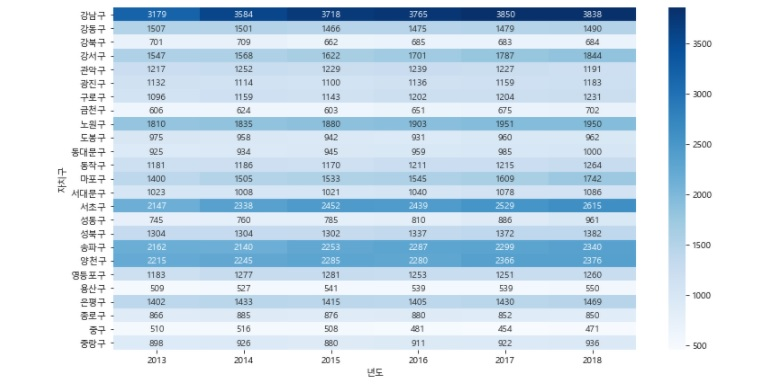 강남구 3179 3584 3718 3765 3850 3838
강동구 1507 1501 1466 1475 1479 1490
강북구 701 709 662 685 683 684
강서구 1547 1568 1622 1701 1787 1844
관악구 1217 1252 1229 1239 1227 1191
광진구 1132 1114 1100 1136 1159 1183
구로구 1096 1159 1143 1202 1204 1231
금천구 606 624 603 651 675 702
노원구 1810 1835 1880 1903 1951 1950
도봉구 975 958 942 931 960 962
동대문구 925 934 945 959 985 1000
동작구 1181 1186 1170 1211 1215 1264
마포구 1400 1505 1533 1545 1609 1742
서대문구 1023 1008 1021 1040 1078 1086
서초구 2147 2338 2452 2439 2529 2615
성동구 745 760 785 810 886 961
성북구 1304 1304 1302 1337 1372 1382
송파구 2162 2140 2253 2287 2299 2340
양천구 2215 2245 2285 2280 2366 2376
영등포구 1183 1277 1281 1253 1251 1260
용산구 509 527 541 539 539 550
은평구 1402 1433 1415 1405 1430 1469
종로구 866 885 876 880 852 850
중구 510 516 508 481 454 471
중랑구 898 926 880 911 922 936
2013 2014 2015 2016 2017 2018
년도
자치구
3500
3000
2500
2000
1500
1000
500